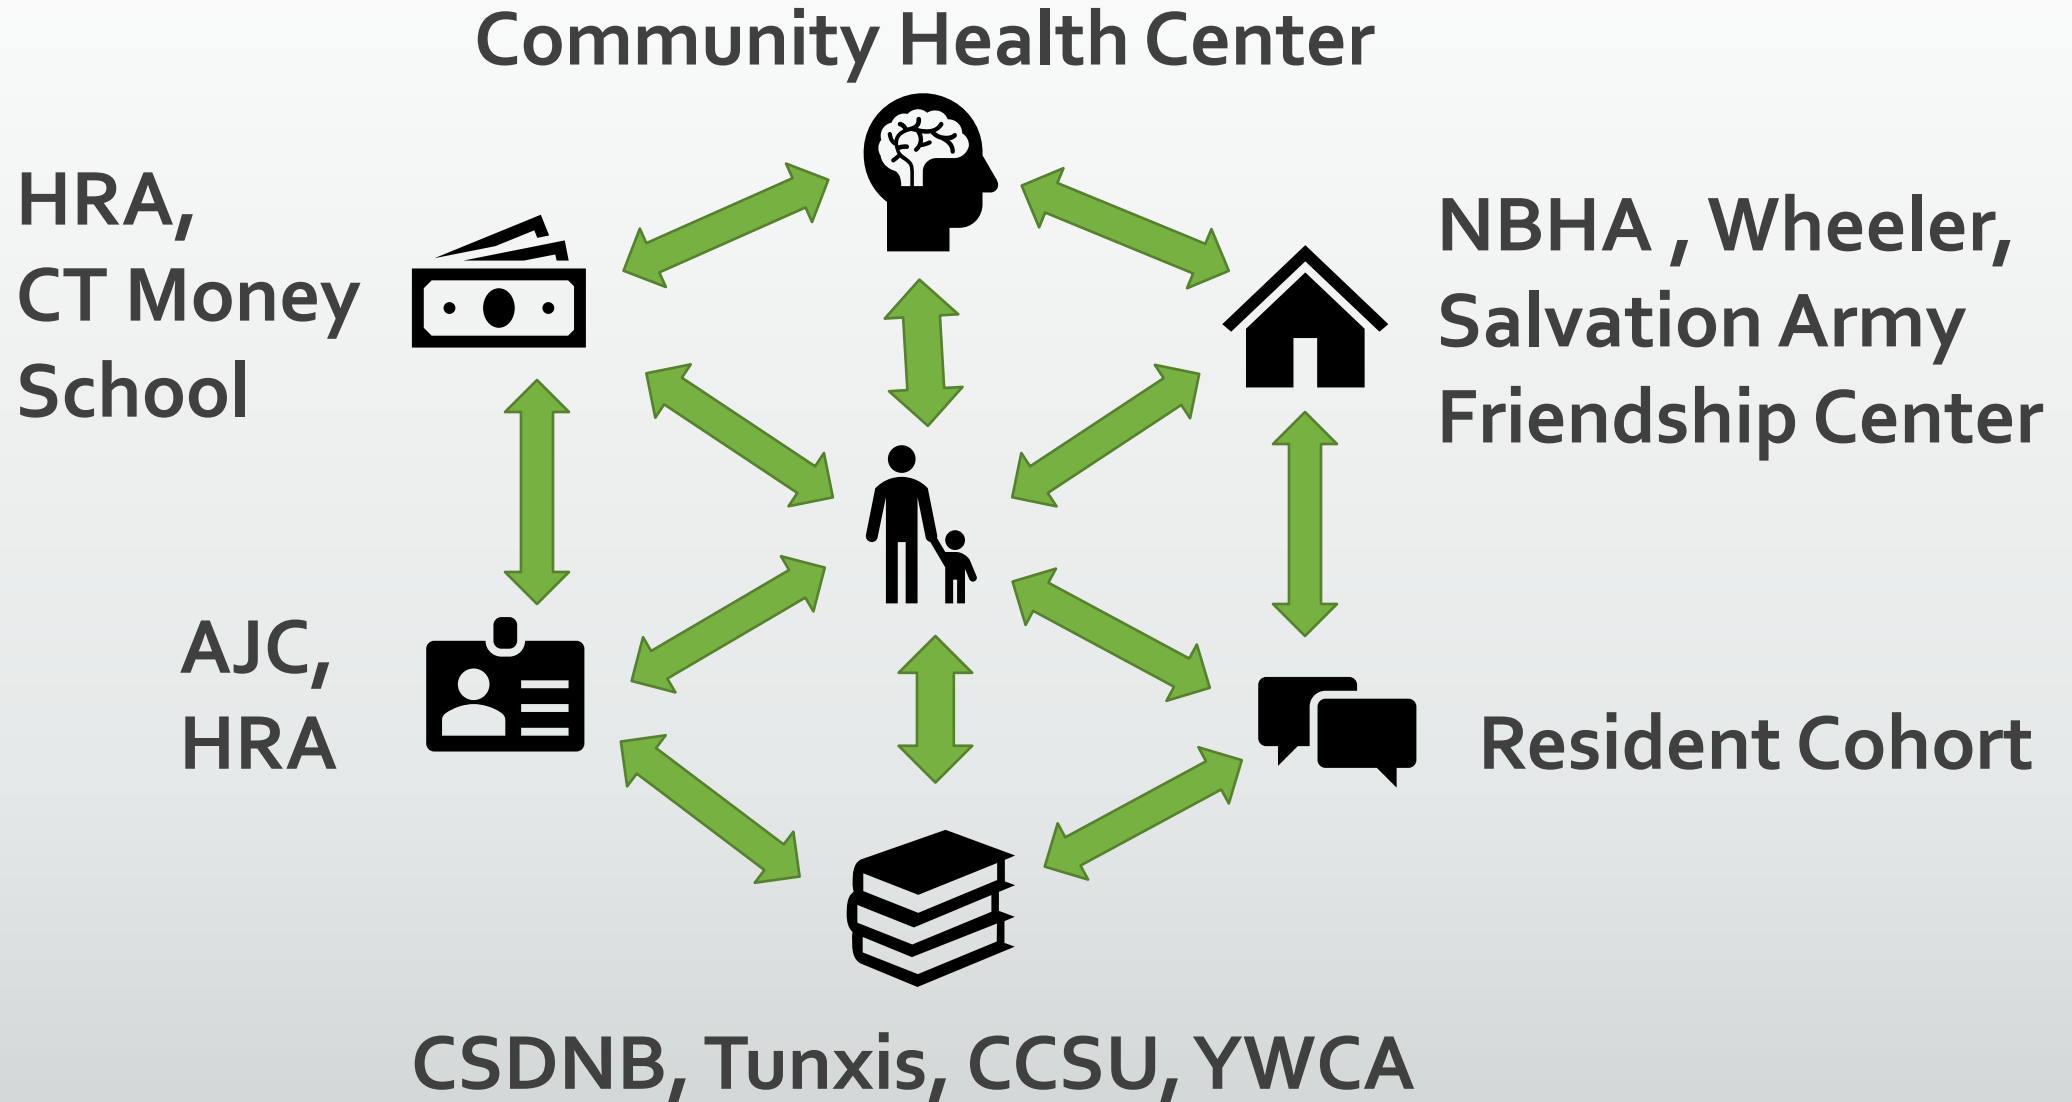 Community Health Center
HRA,
CT Money
School
NBHA , Wheeler,
Salvation Army
Friendship Center
AJC,
HRA
Resident Cohort
CSDNB, Tunxis, CCSU, YWCA